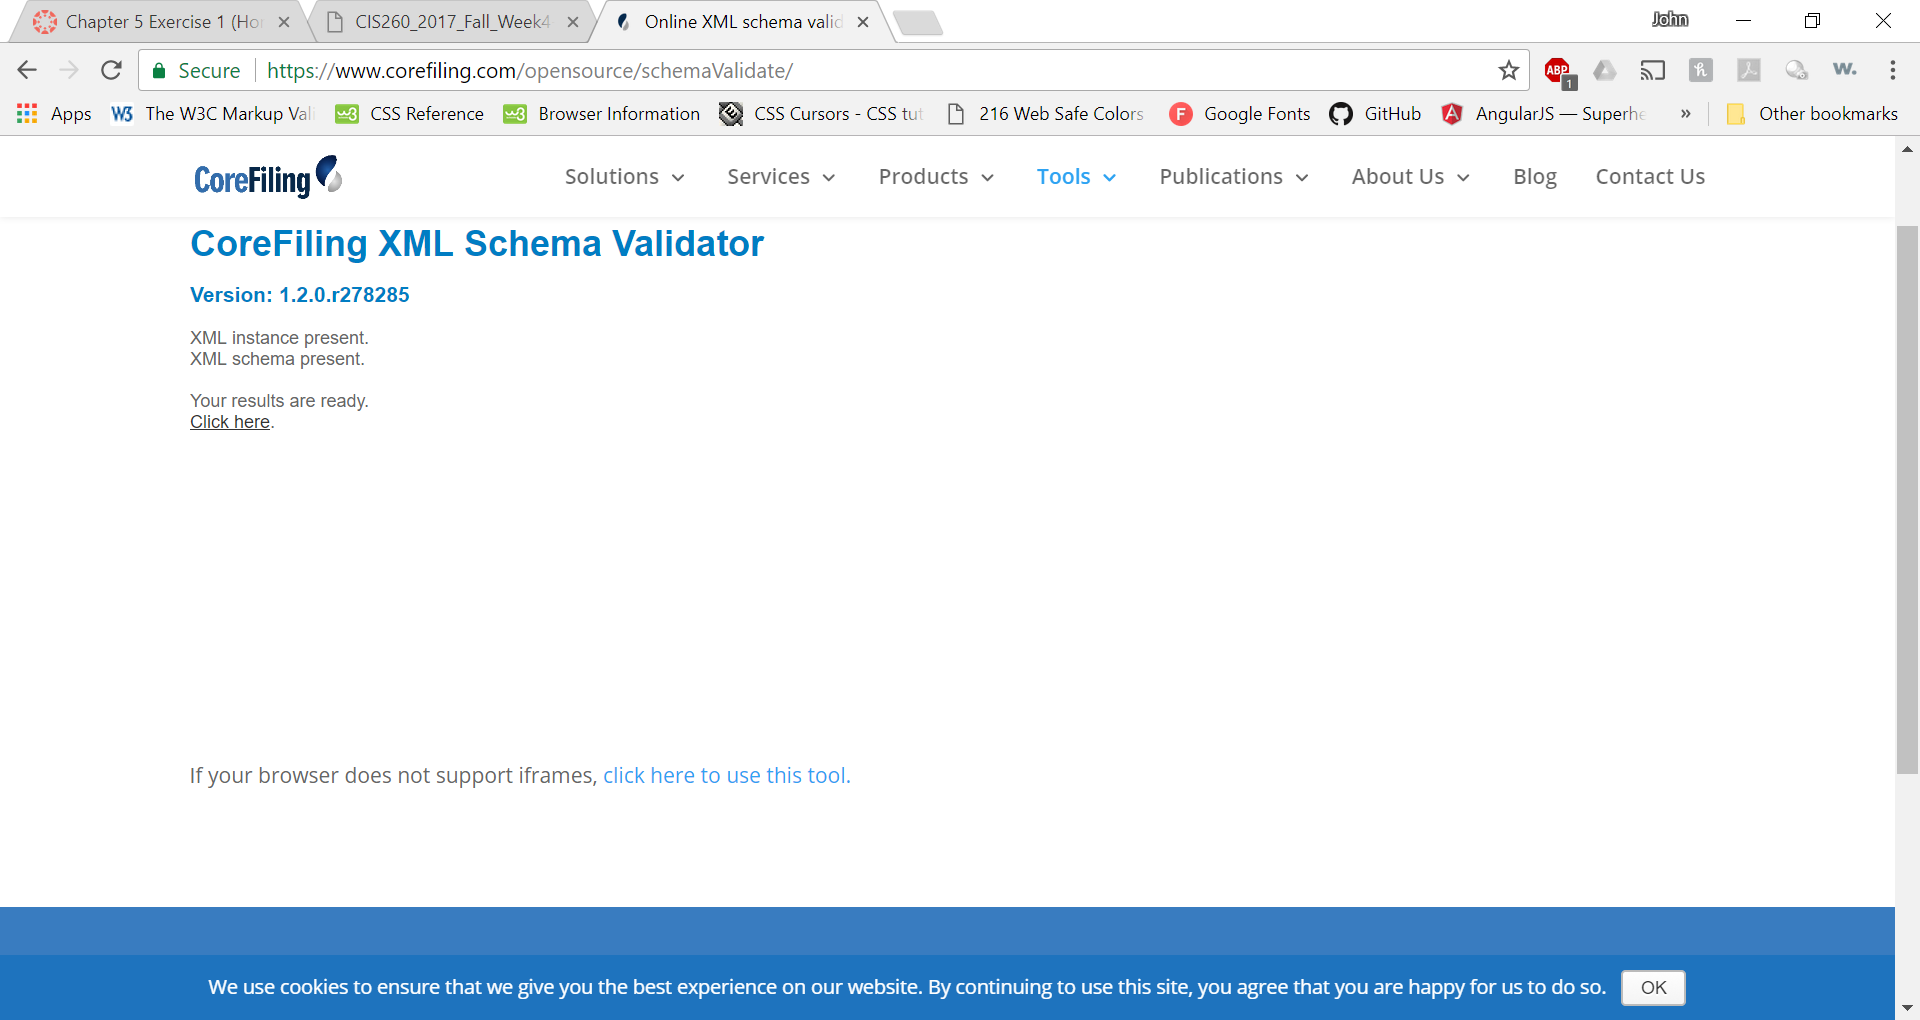 Chapter 5 Exercise 1 (Ho
CIS260_2017_Fall_Week4
Online XML schema valid
John
Secure
https://www.corefiling.com/opensource/schemaValidate/
ABP
1
Apps
W3
The W3C Markup Vali
CSS Reference
Browser Information
CSS Cursors - CSS tut
216 Web Safe Colors
F
Google Fonts
GitHub
AngularJS — Superhe
»
Other bookmarks
CoreFiling
Solutions
Services
Products
Tools
Publications
About Us
Blog
Contact Us
CoreFiling XML Schema Validator
Version: 1.2.0.r278285
XML instance present.
XML schema present.
Your results are ready.
Click here.
If your browser does not support iframes, click here to use this tool.
We use cookies to ensure that we give you the best experience on our website. By continuing to use this site, you agree that you are happy for us to do so.
OK